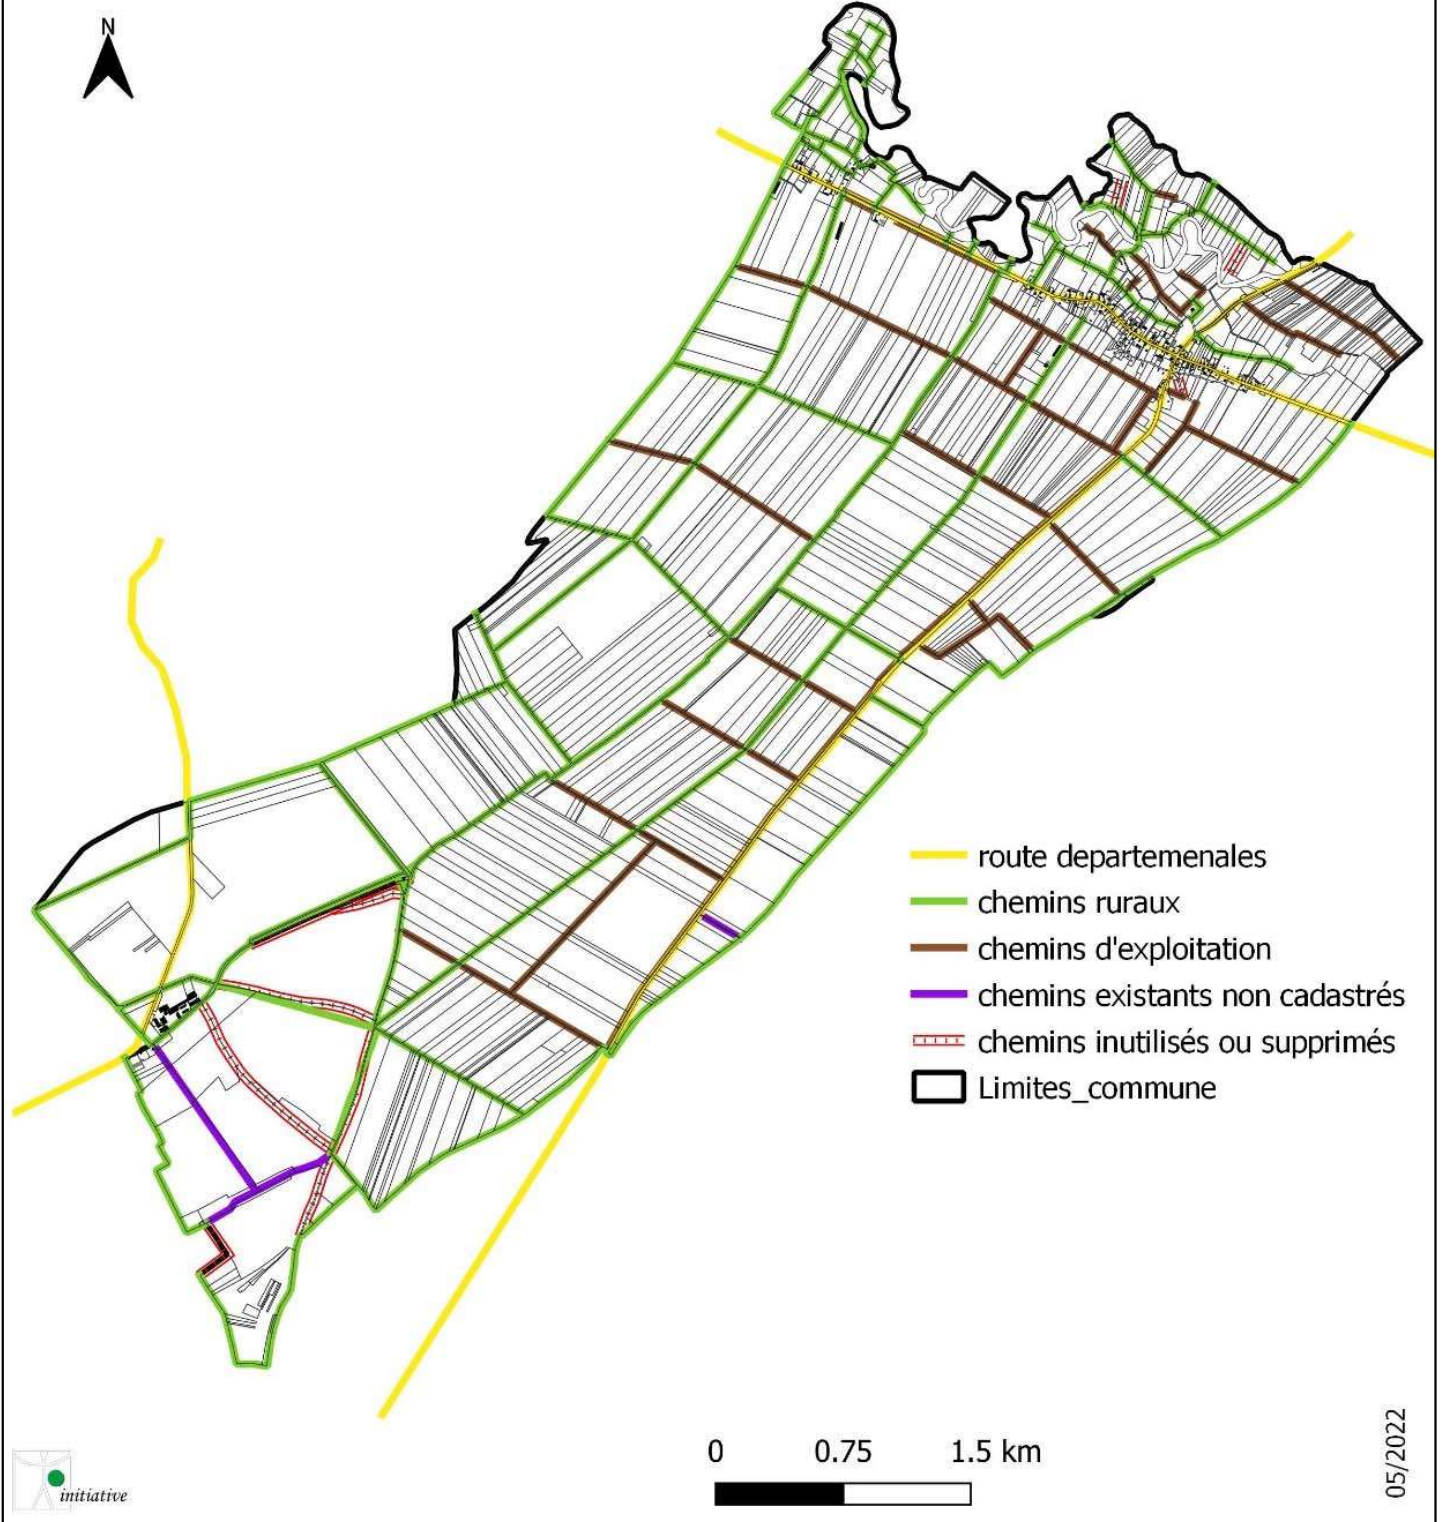 N
route departemenales
chemins ruraux
chemins d'exploitation
chemins existants non cadastrés
chemins inutilisés ou supprimés
Limites_commune
0 0.75 1.5 km
05/2022
initiative